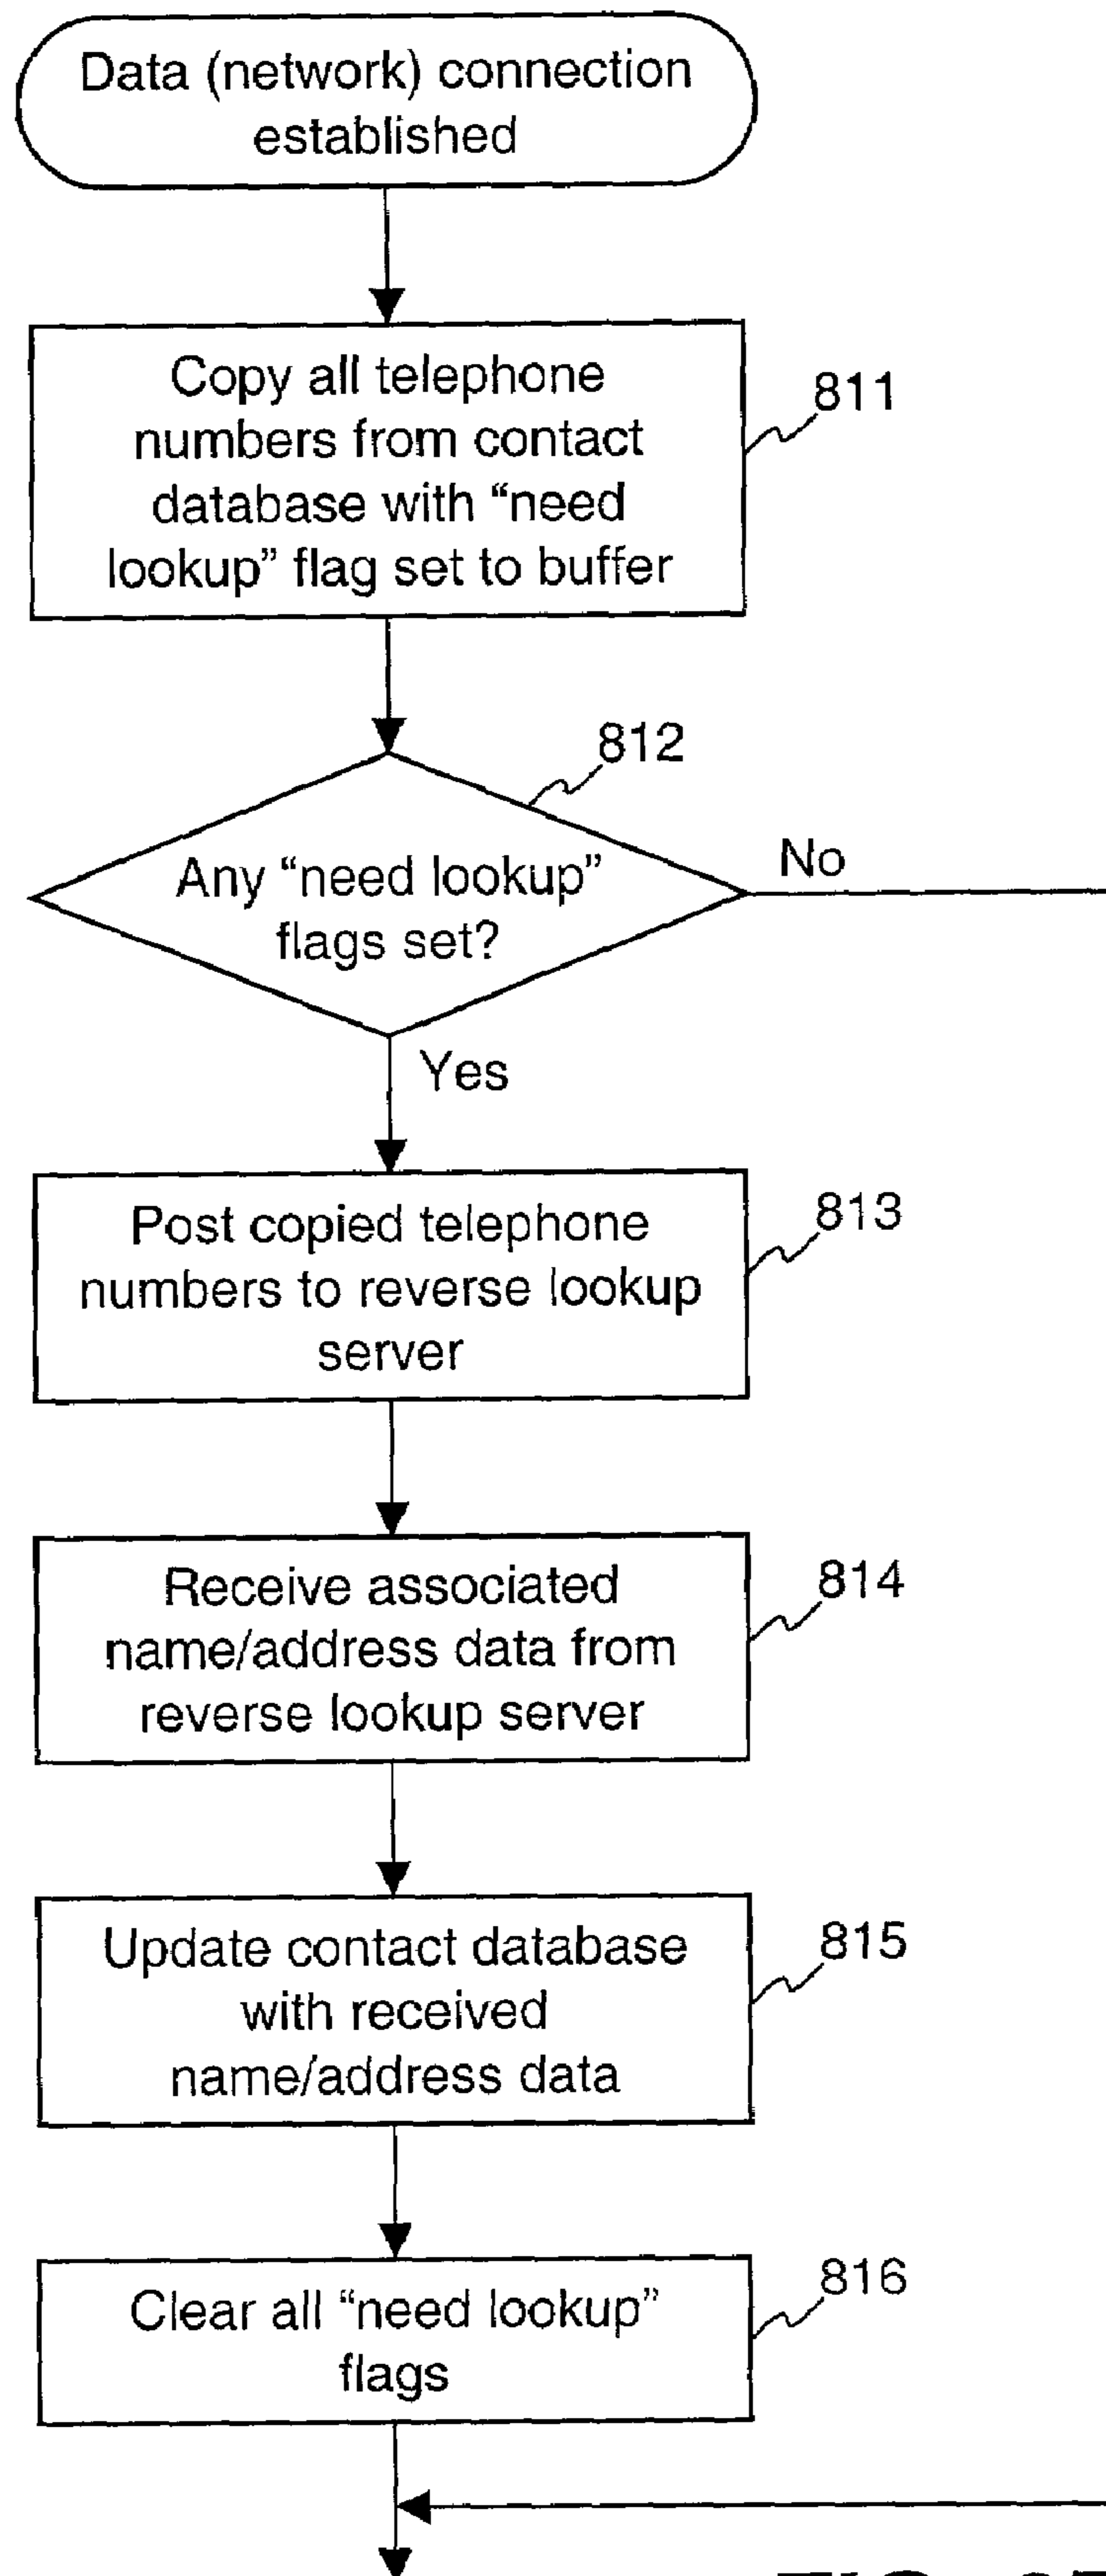 Data (network) connection
established
Copy all telephone
numbers from contact
database with “need
lookup” flag set to buffer
811
812
Any “need lookup”
flags set?
No
Yes
Post copied telephone
numbers to reverse lookup
server
813
Receive associated
name/address data from
reverse lookup server
814
Update contact database
with received
name/address data
815
Clear all “need lookup”
flags
816